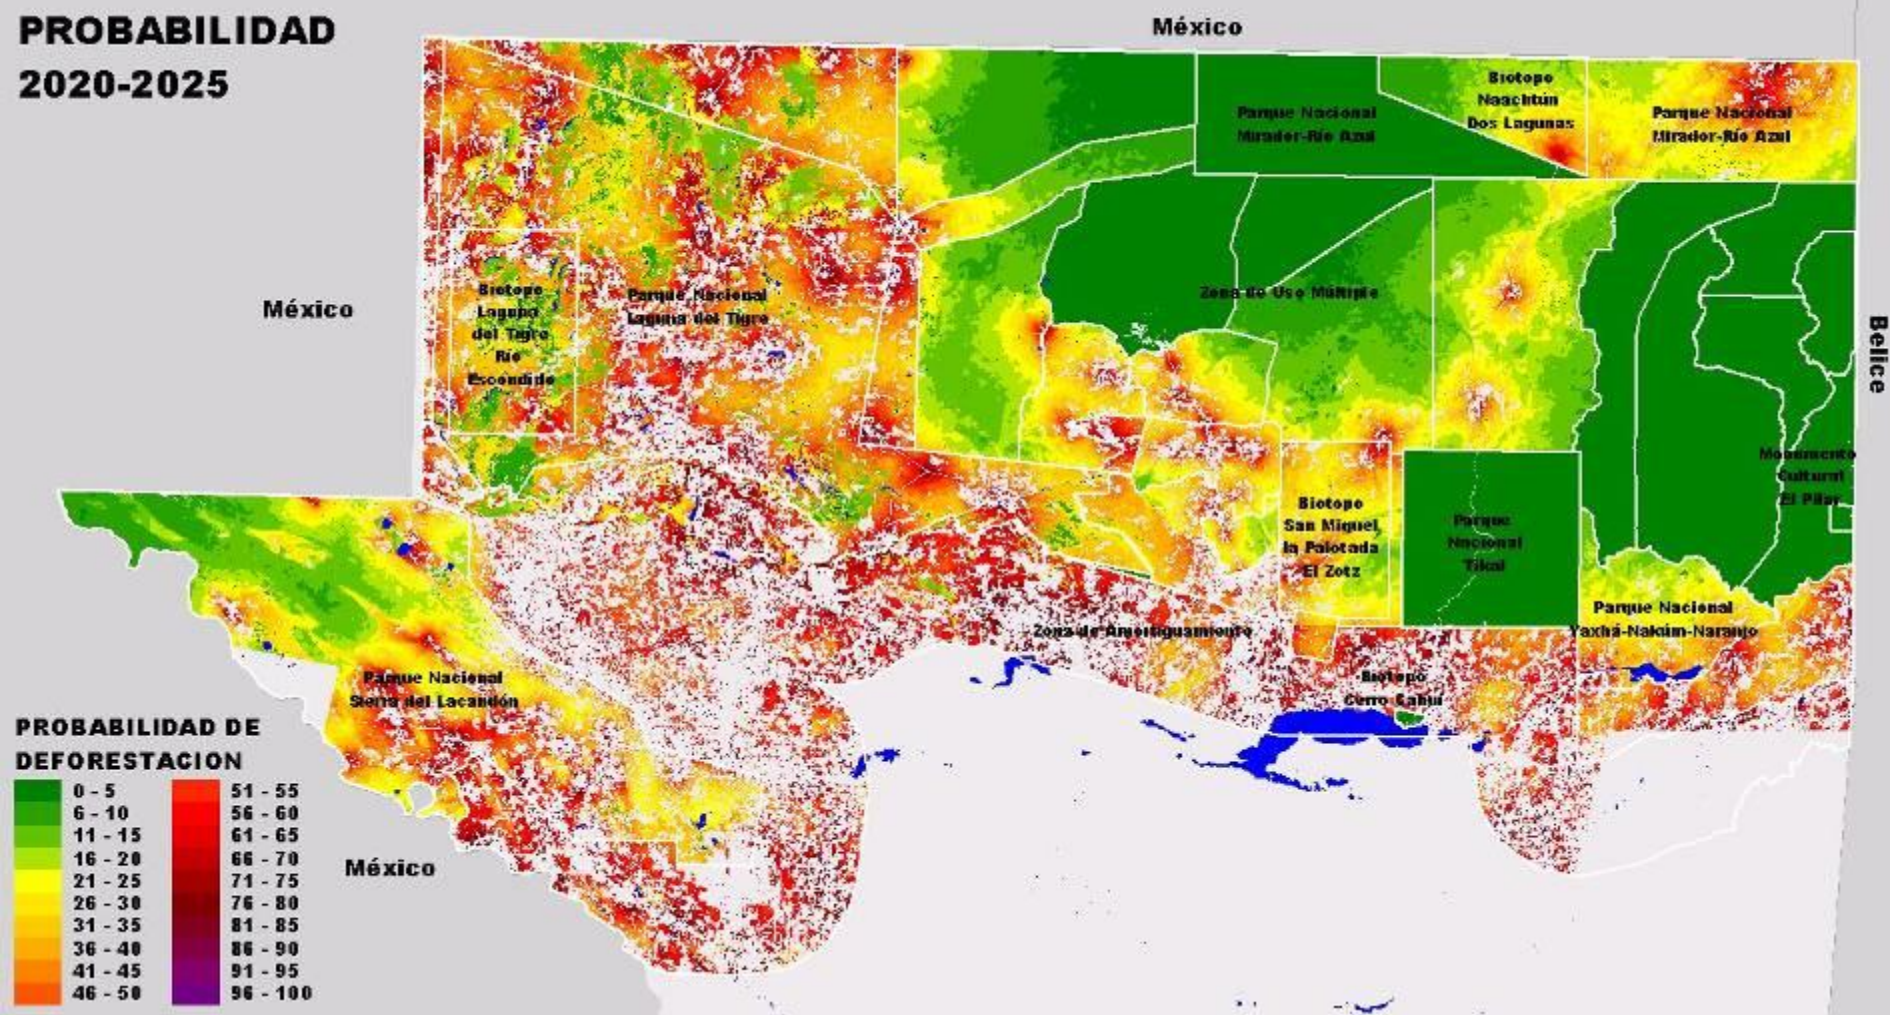 PROBABILIDAD
2020-2025
México
Parque Nacional
Mirador-Río Azul
Biotopo
Naachtún
Dos Lagunas
Parque Nacional
Mirador-Río Azul
México
Biotopo
Laguna
del Tigre
Río
Escondido
Parque Nacional
Laguna del Tigre
Zona de Uso Múltiple
Belice
Monumento
Cultural
El Pilar
Biotopo
San Miguel
la Palotada
El Zotz
Parque
Nacional
Tikal
Parque Nacional
Yaxhá-Nakúm-Naranjo
Zona de Amortiguamiento
Biotopo
Cerro Cahuí
Parque Nacional
Sierra del Lacandón
México
PROBABILIDAD DE
DEFORESTACION
0 - 5
6 - 10
11 - 15
16 - 20
21 - 25
26 - 30
31 - 35
36 - 40
41 - 45
46 - 50
51 - 55
56 - 60
61 - 65
66 - 70
71 - 75
76 - 80
81 - 85
86 - 90
91 - 95
96 - 100